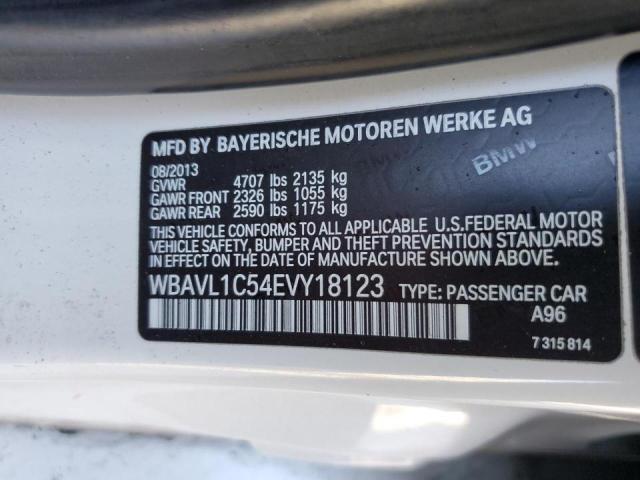 MFD BY BAYERISCHE MOTOREN WERKE AG
08/2013
GVWR 4707 lbs 2135 kg
GAWR FRONT 2326 lbs 1055 kg
GAWR REAR 2590 lbs 1175 kg
BMW
THIS VEHICLE CONFORMS TO ALL APPLICABLE U.S.FEDERAL MOTOR
VEHICLE SAFETY, BUMPER AND THEFT PREVENTION STANDARDS
IN EFFECT ON THE DATE OF MANUFACTURE SHOWN ABOVE.
WBAVL1C54EVY18123 TYPE: PASSENGER CAR
A96
7 315 814